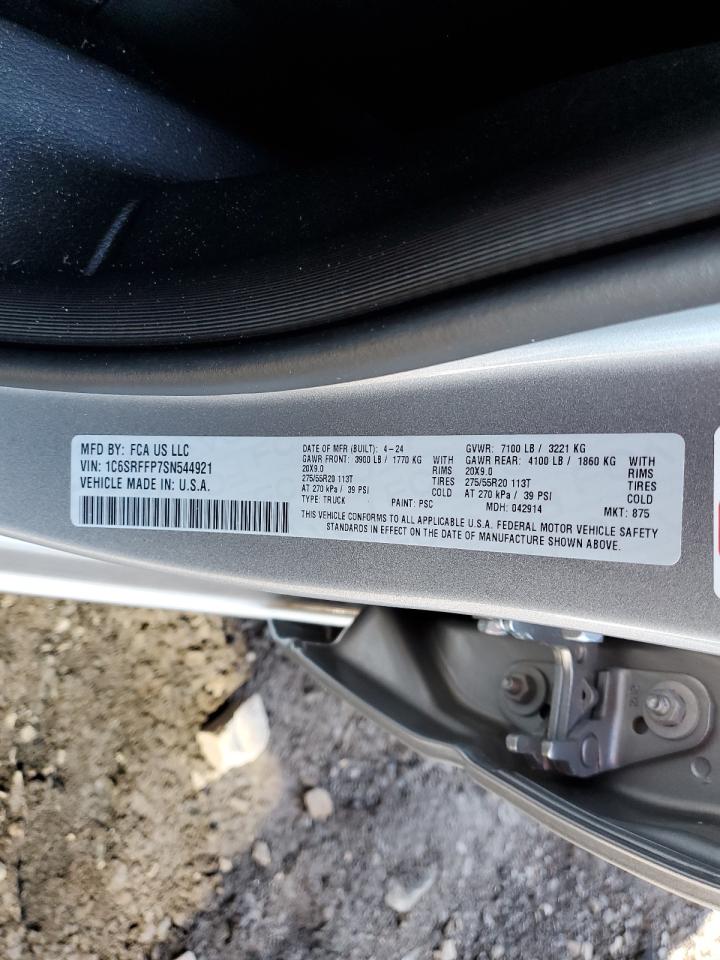 MFD BY: FCA US LLC
VIN: 1C6SRFFP7SN544921
VEHICLE MADE IN: U.S.A.
DATE OF MFR (BUILT): 4-24 GVWR: 7100 LB / 3221 KG
GAWR FRONT: 3900 LB / 1770 KG WITH GAWR REAR: 4100 LB / 1860 KG WITH
20X9.0 RIMS 20X9.0 RIMS
275/55R20 113T TIRES 275/55R20 113T TIRES
AT 270 kPa / 39 PSI COLD AT 270 kPa / 39 PSI COLD
TYPE: TRUCK PAINT: PSC MDH: 042914 MKT: 875
THIS VEHICLE CONFORMS TO ALL APPLICABLE U.S.A. FEDERAL MOTOR VEHICLE SAFETY
STANDARDS IN EFFECT ON THE DATE OF MANUFACTURE SHOWN ABOVE.